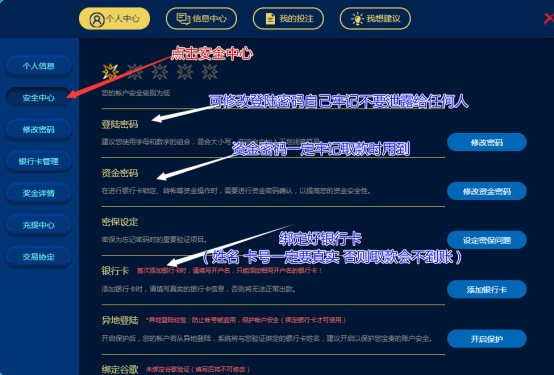 个人中心
信息中心
我的投注
我想建议
点击安全中心
个人信息
安全中心
修改密码
银行卡管理
奖金详情
充提中心
交易协定
您的帐户安全级别为低
可修改登陆密码自己牢记不要泄露给任何人
登陆密码
建议您使用字母和数字的组合，混合大小写
修改密码
资金密码一定牢记取款时用到
资金密码
在进行银行卡绑定、转帐等资金操作时，需要进行资金密码确认，以提高您的资金安全性。
修改资金密码
密保设定
密保为忘记密码时的重要验证项目。
设定密保问题
绑定好银行卡
（姓名 卡号一定要真实 否则取款会不到账）
银行卡
首次添加银行卡时，请填写开户名，只能添加相同开户名的银行卡！
添加银行卡时，请填写真实的银行卡信息，否则将无法正常出款。
添加银行卡
异地登陆
*异地登陆校验：防止帐号被盗用，保护帐户安全（绑定银行卡才可使用）
开启保护后，您的帐户若从异地登陆，系统将与您验证绑定的银行卡姓名，建议开启以保护您宝贵的账户安全。
开启保护
绑定谷歌
未绑定谷歌验证（填写后将不可修改）